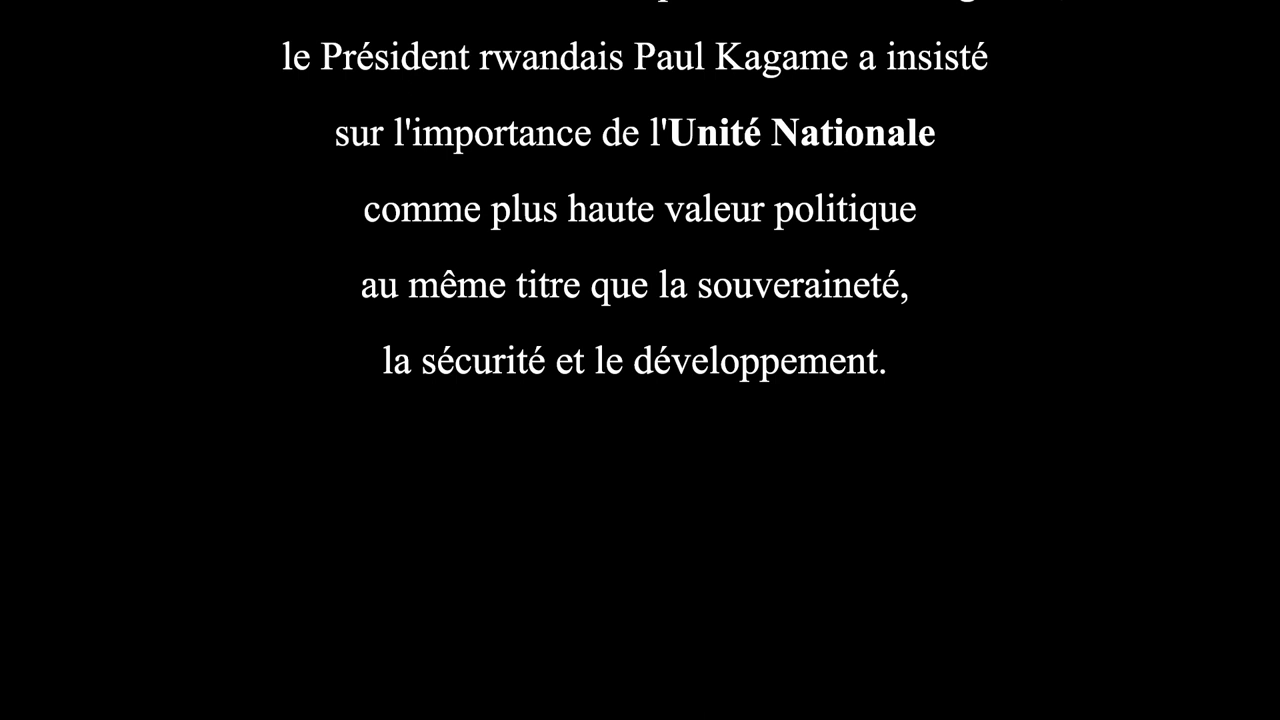 le Président rwandais Paul Kagame a insisté
sur l'importance de l'Unité Nationale
comme plus haute valeur politique
au même titre que la souveraineté,
la sécurité et le développement.